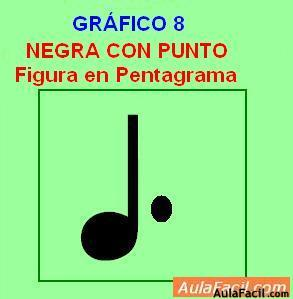 GRÁFICO 8
NEGRA CON PUNTO
Figura en Pentagrama
AulaFacil.com
AulaFacil.com